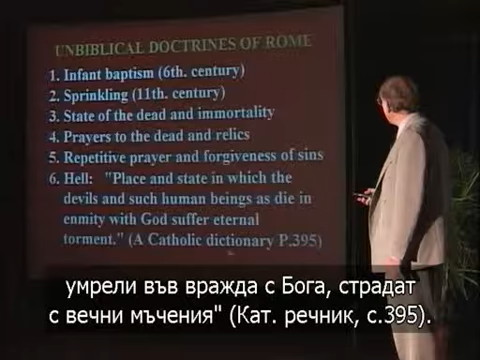 UNBIBLICAL DOCTRINES OF ROME
1. Infant baptism (6th. century)
2. Sprinkling (11th. century)
3. State of the dead and immortality
4. Prayers to the dead and relics
5. Repetitive prayer and forgiveness of sins
6. Hell: "Place and state in which the
devils and such human beings as die in
enmity with God suffer eternal
torment." (A Catholic dictionary P.395)
умрели във вражда с Бога, страдат
с вечни мъчения" (Кат. речник, с.395).